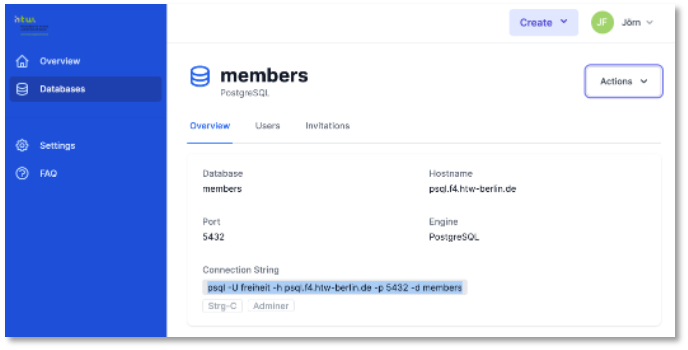 htw.
Create
JF
Jörn
Overview
Databases
Settings
FAQ
members
PostgreSQL
Actions
Overview Users Invitations
Database
members
Hostname
psql.f4.htw-berlin.de
Port
5432
Engine
PostgreSQL
Connection String
psql -U freiheit -h psql.f4.htw-berlin.de -p 5432 -d members
Strg-C Adminer